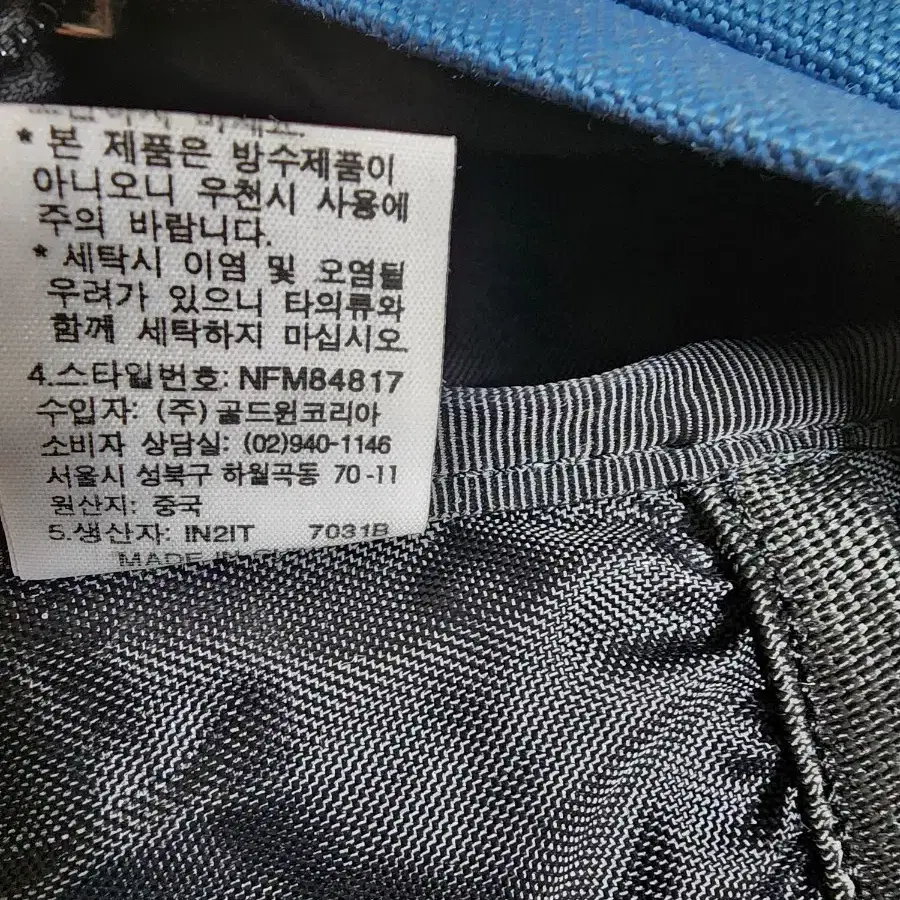 * 본 제품은 방수제품이
아니오니 우천시 사용에
주의 바랍니다.
* 세탁시 이염 및 오염될
우려가 있으니 타의류와
함께 세탁하지 마십시오
4.스타일번호: NFM84817
수입자: (주) 골드윈코리아
소비자 상담실: (02)940-1146
서울시 성북구 하월곡동 70-11
원산지: 중국
5.생산자: IN2IT 7031B
MADE IN